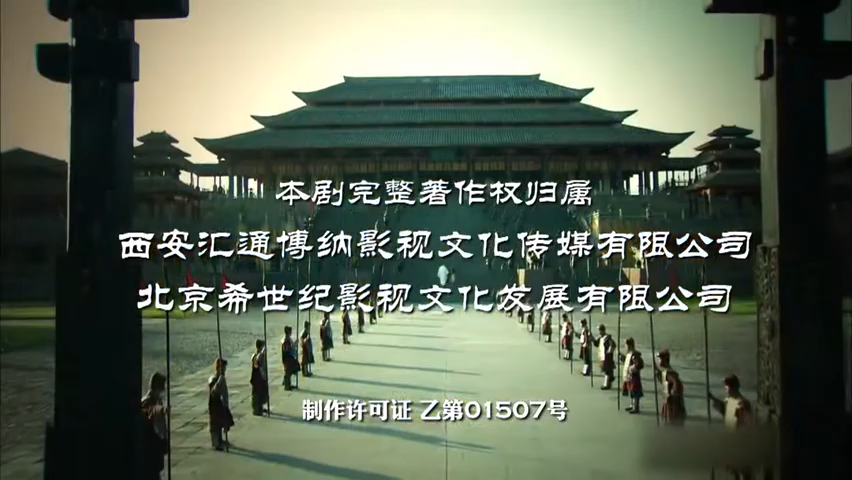 本剧完整著作权归属
西安汇通博纳影视文化传媒有限公司
北京希世纪影视文化发展有限公司
制作许可证 乙第01507号